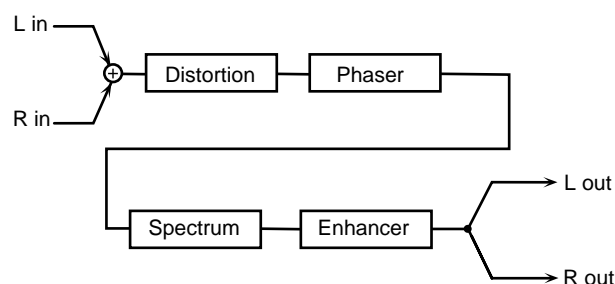 L in
Distortion
Phaser
R in
L out
Spectrum
Enhancer
R out